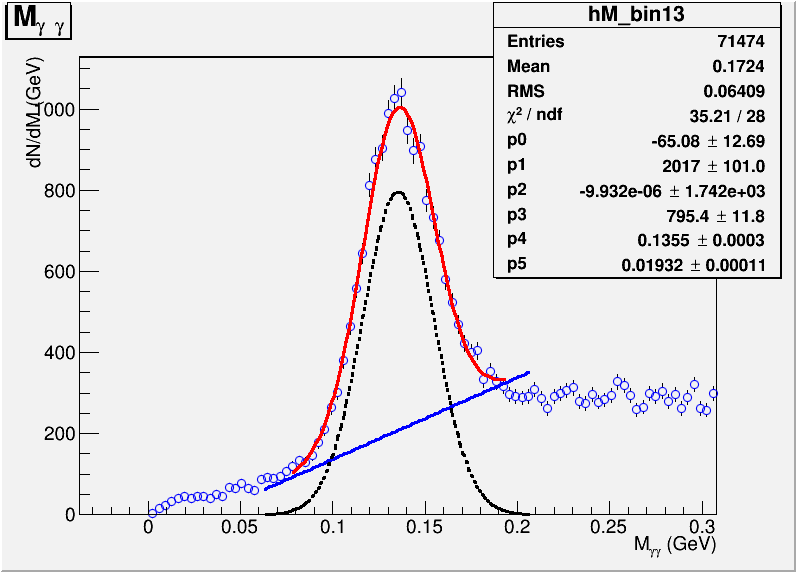 Mγ γ
hM_bin13
Entries 71474
Mean 0.1724
RMS 0.06409
χ² / ndf 35.21 / 28
p0 -65.08 ± 12.69
p1 2017 ± 101.0
p2 -9.932e-06 ± 1.742e+03
p3 795.4 ± 11.8
p4 0.1355 ± 0.0003
p5 0.01932 ± 0.00011
dN/dM (GeV)
1000
800
600
400
200
0
0 0.05 0.1 0.15 0.2 0.25 0.3
Mγγ (GeV)